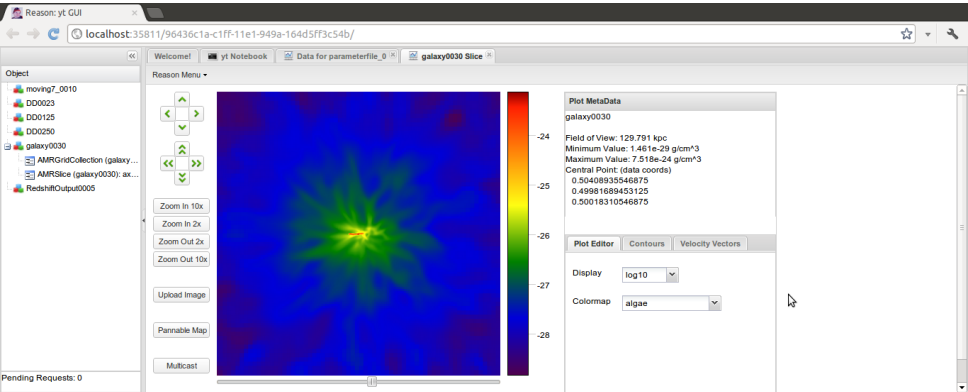 Reason: yt GUI
localhost:35811/96436c1a-c1ff-11e1-949a-164d5ff3c54b/
Welcome!
yt Notebook
Data for parameterfile_0
galaxy0030 Slice
Object
Reason Menu
moving7_0010
DD0023
DD0125
DD0250
galaxy0030
AMRGridCollection (galaxy...
AMRSlice (galaxy0030): ax...
RedshiftOutput0005
Pending Requests: 0
Zoom In 10x
Zoom In 2x
Zoom Out 2x
Zoom Out 10x
Upload Image
Pannable Map
Multicast
-24
-25
-26
-27
-28
Plot MetaData
galaxy0030
Field of View: 129.791 kpc
Minimum Value: 1.461e-29 g/cm^3
Maximum Value: 7.518e-24 g/cm^3
Central Point: (data coords)
0.50408935546875
0.49981689453125
0.50018310546875
Plot Editor
Contours
Velocity Vectors
Display
log10
Colormap
algae